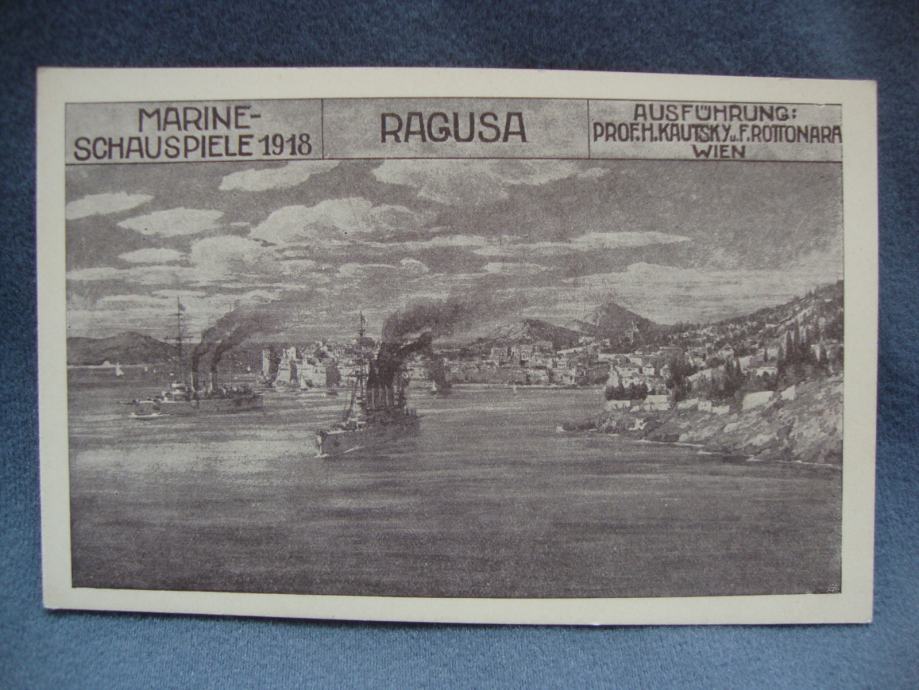 MARINE-
SCHAUSPIELE 1918
RAGUSA
AUSFÜHRUNG:
PROF.H.KAUTSKY u.F.ROTTONARA
WIEN